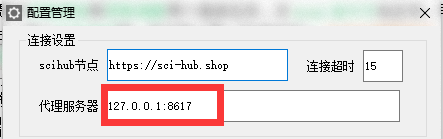 配置管理
连接设置
scihub节点 https://sci-hub.shop 连接超时 15
代理服务器 127.0.0.1:8617